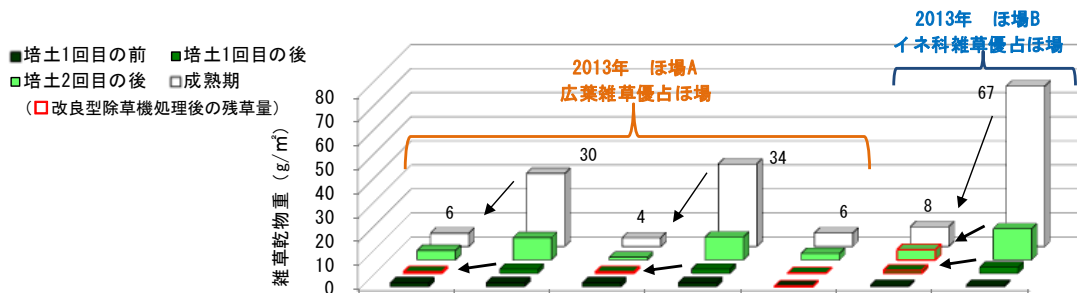 ■培土1回目の前 ■培土1回目の後
■培土2回目の後 □成熟期
(□改良型除草機処理後の残草量)
2013年 ほ場A
広葉雑草優占ほ場
2013年 ほ場B
イネ科雑草優占ほ場
雑草乾物重 (g/㎡)
80
70
60
50
40
30
20
10
0
6
30
4
34
6
8
67